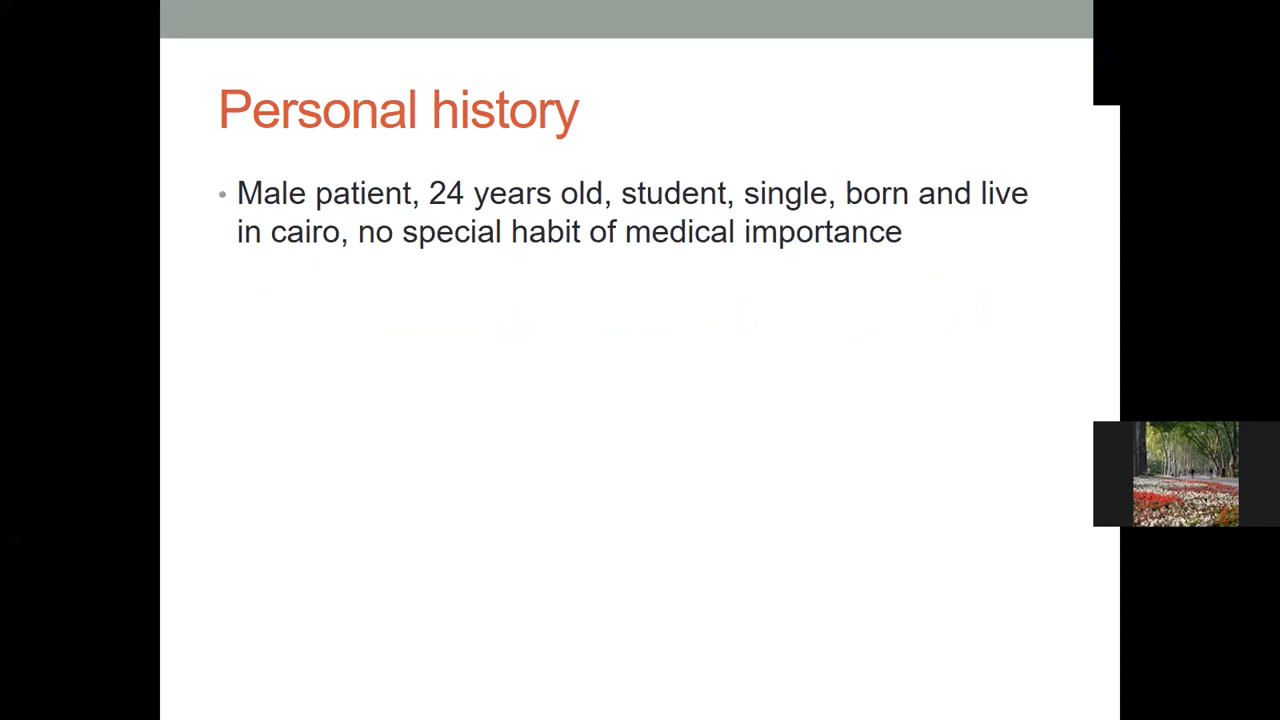 Personal history
• Male patient, 24 years old, student, single, born and live
in cairo, no special habit of medical importance